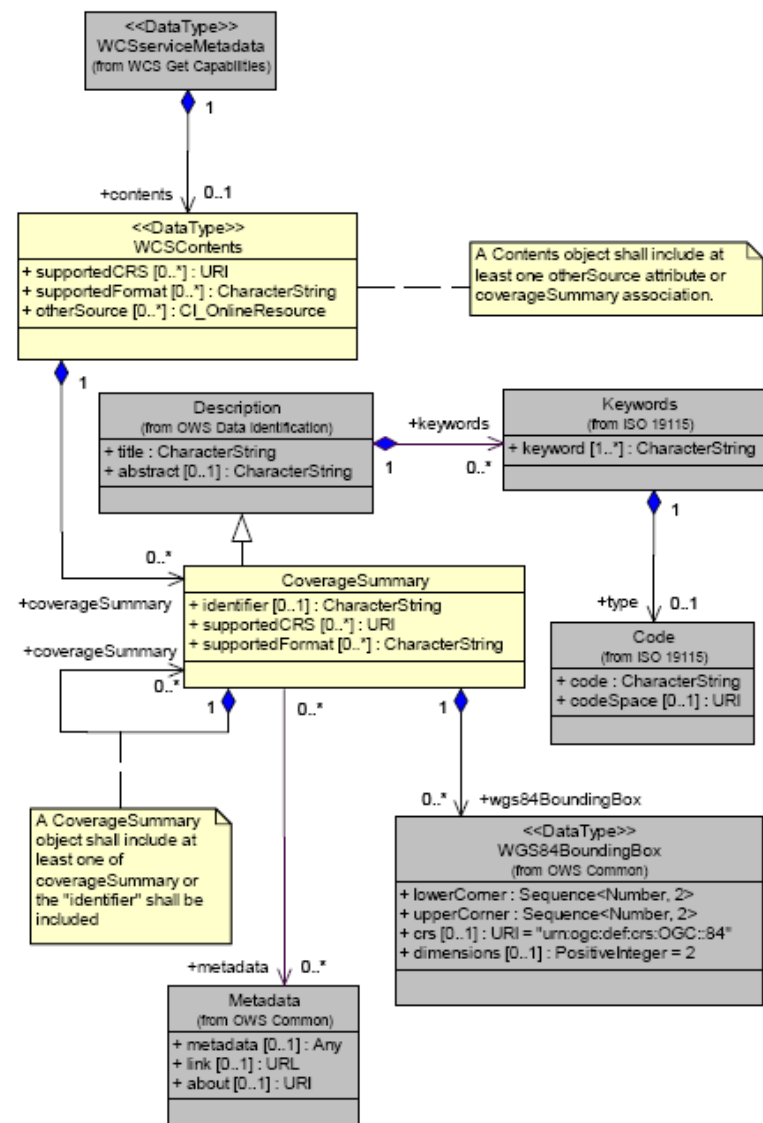 <<DataType>>
WCSserviceMetadata
(from WCS Get Capabilities)
1
+contents
0..1
<<DataType>>
WCSContents
+ supportedCRS [0..*] : URI
+ supportedFormat [0..*] : CharacterString
+ otherSource [0..*] : CI_OnlineResource
A Contents object shall include at
least one otherSource attribute or
coverageSummary association.
1
Description
(from OWS Data Identification)
+ title : CharacterString
+ abstract [0..1] : CharacterString
+keywords
1
0..*
Keywords
(from ISO 19115)
+ keyword [1..*] : CharacterString
1
+type
0..1
Code
(from ISO 19115)
+ code : CharacterString
+ codeSpace [0..1] : URI
0..*
+coverageSummary
CoverageSummary
+ identifier [0..1] : CharacterString
+ supportedCRS [0..*] : URI
+ supportedFormat [0..*] : CharacterString
+coverageSummary
0..*
1
0..*
1
A CoverageSummary
object shall include at
least one of
coverageSummary or
the "identifier" shall be
included
0..*
+wgs84BoundingBox
<<DataType>>
WGS84BoundingBox
(from OWS Common)
+ lowerCorner : Sequence<Number, 2>
+ upperCorner : Sequence<Number, 2>
+ crs [0..1] : URI = "urn:ogc:def:crs:OGC::84"
+ dimensions [0..1] : PositiveInteger = 2
+metadata
0..*
Metadata
(from OWS Common)
+ metadata [0..1] : Any
+ link [0..1] : URL
+ about [0..1] : URI